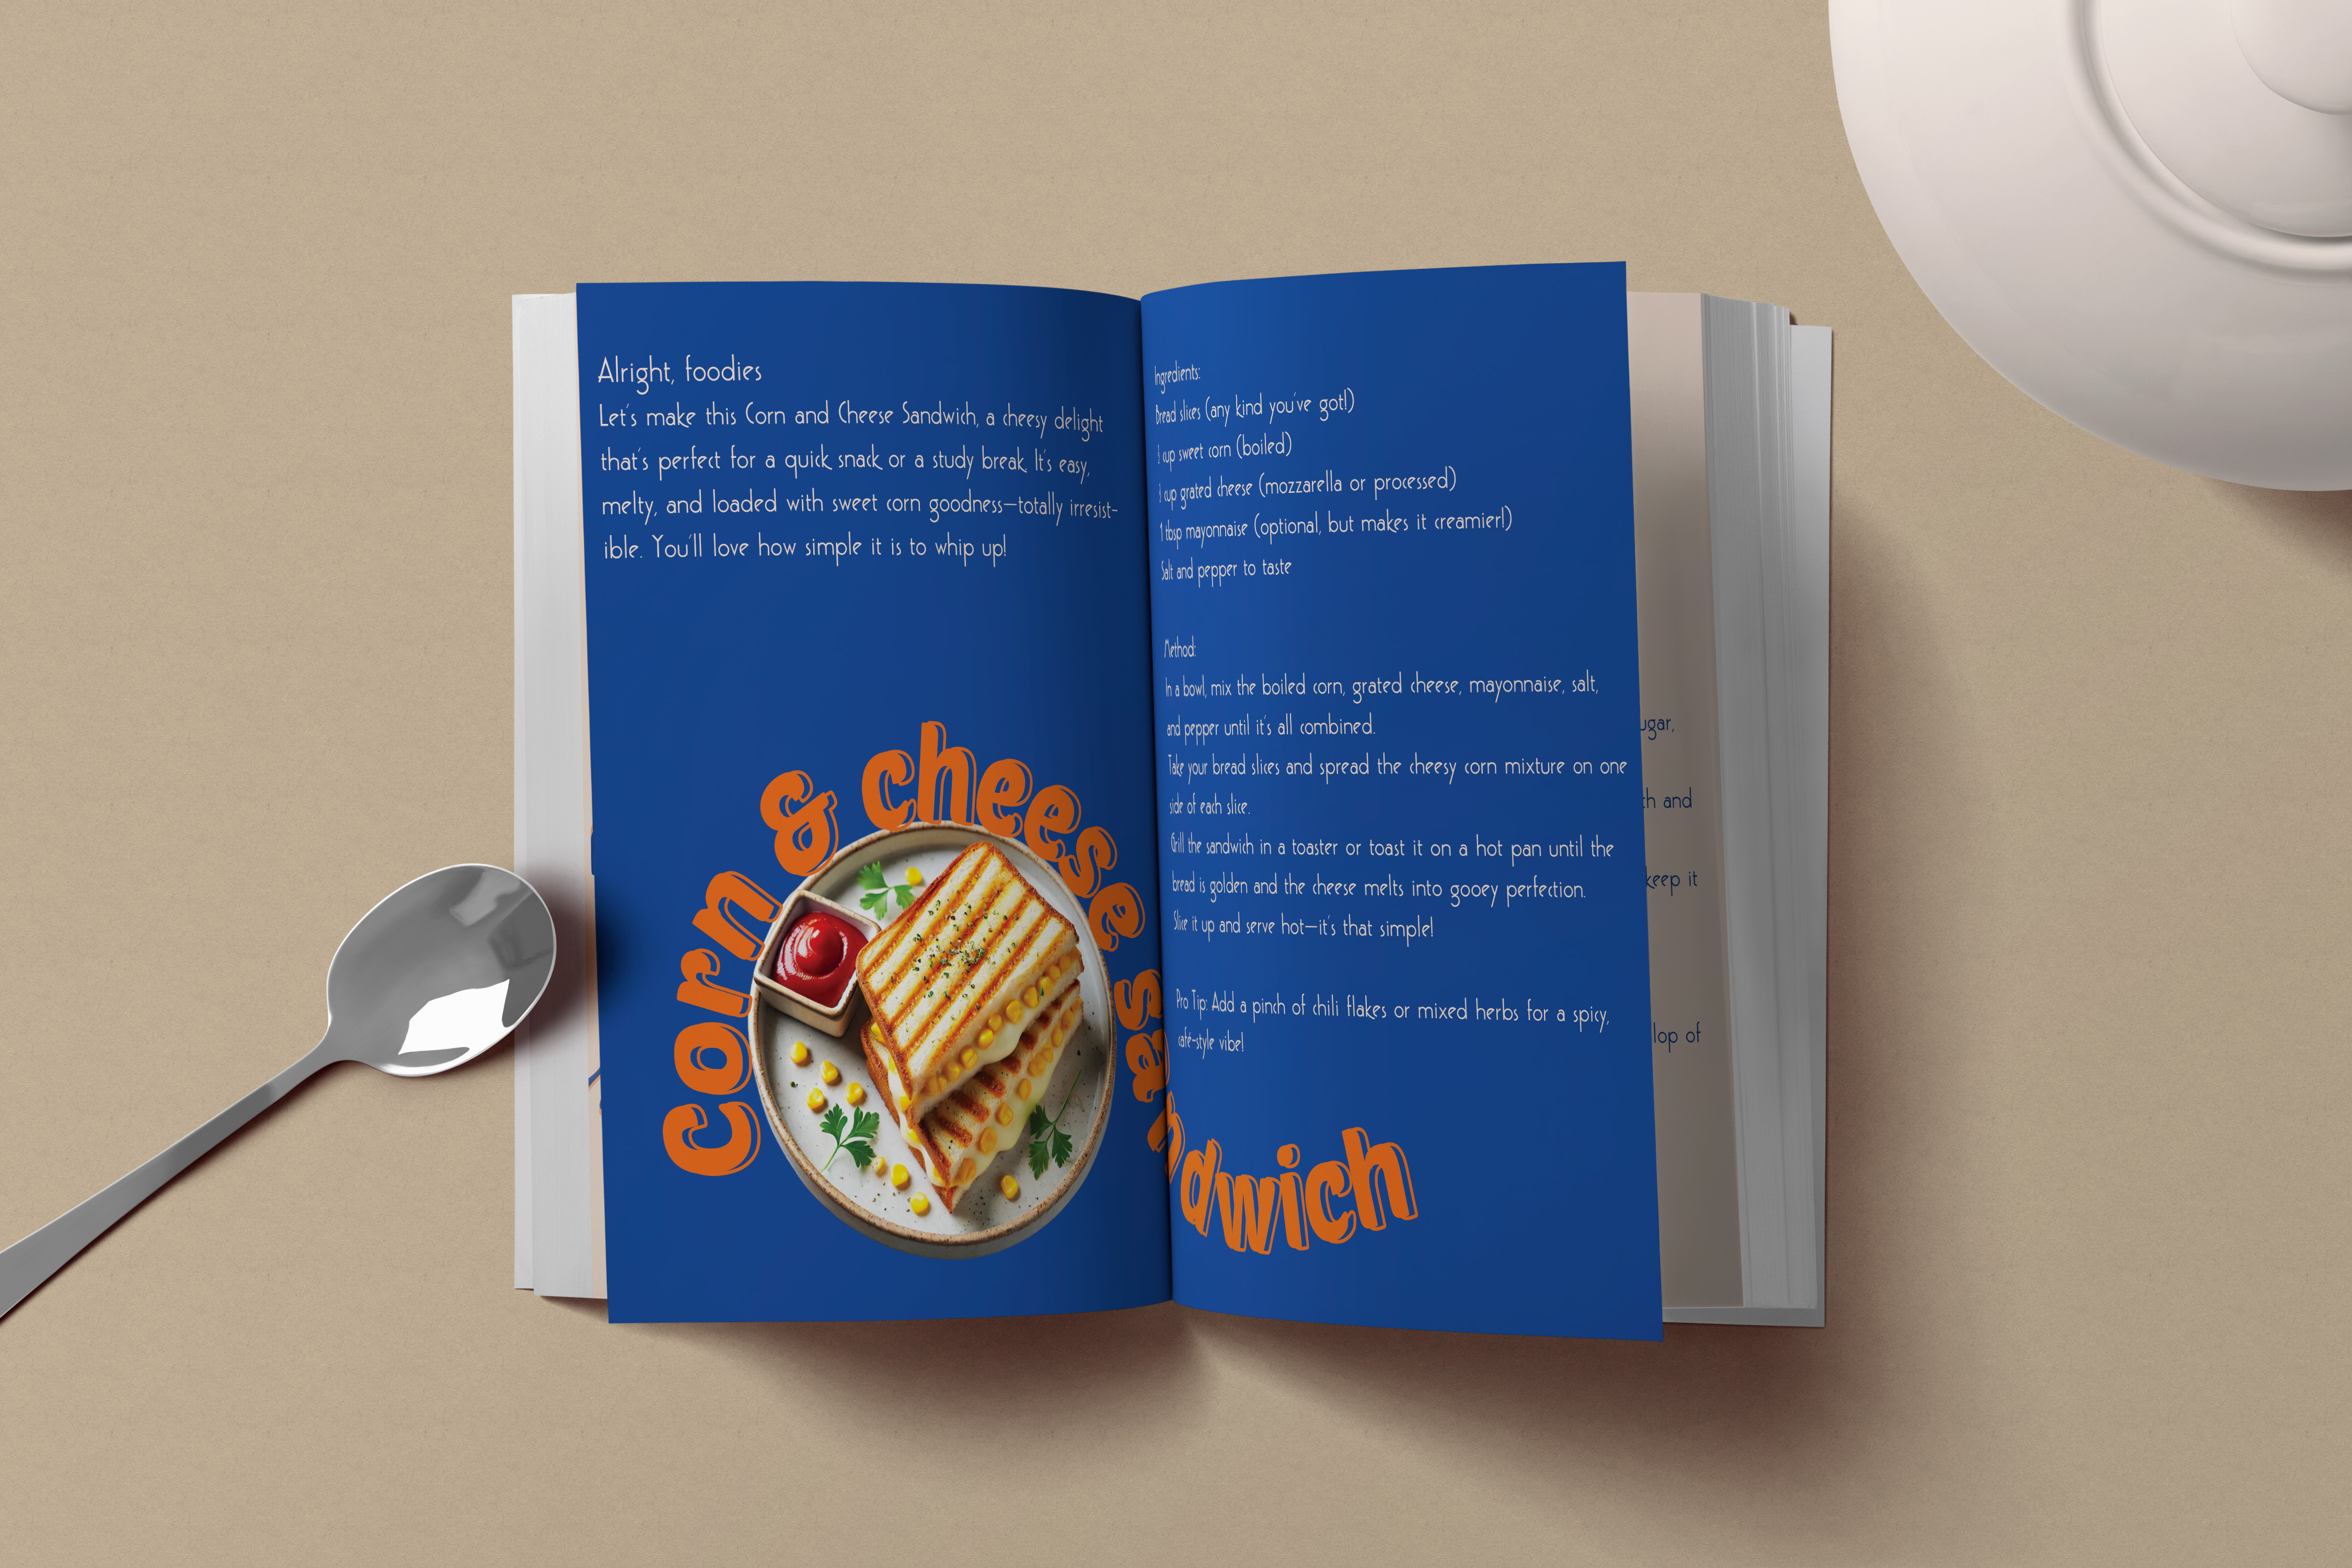 Alright, foodies
Let's make this Corn and Cheese Sandwich, a cheesy delight
that's perfect for a quick snack or a study break. It's easy,
melty, and loaded with sweet corn goodness—totally irresist-
ible. You'll love how simple it is to whip up!
Corn & cheese sandwich
Ingredients:
Bread slices (any kind you've got!)
cup sweet corn (boiled)
cup grated cheese (mozzarella or processed)
1 tbsp mayonnaise (optional, but makes it creamier!)
Salt and pepper to taste
Method:
In a bowl, mix the boiled corn, grated cheese, mayonnaise, salt,
and pepper until it's all combined.
Take your bread slices and spread the cheesy corn mixture on one
side of each slice.
Grill the sandwich in a toaster or toast it on a hot pan until the
bread is golden and the cheese melts into gooey perfection.
Slice it up and serve hot—it's that simple!
Pro Tip: Add a pinch of chili flakes or mixed herbs for a spicy,
café-style vibe!
ugar,
th and
keep it
lop of